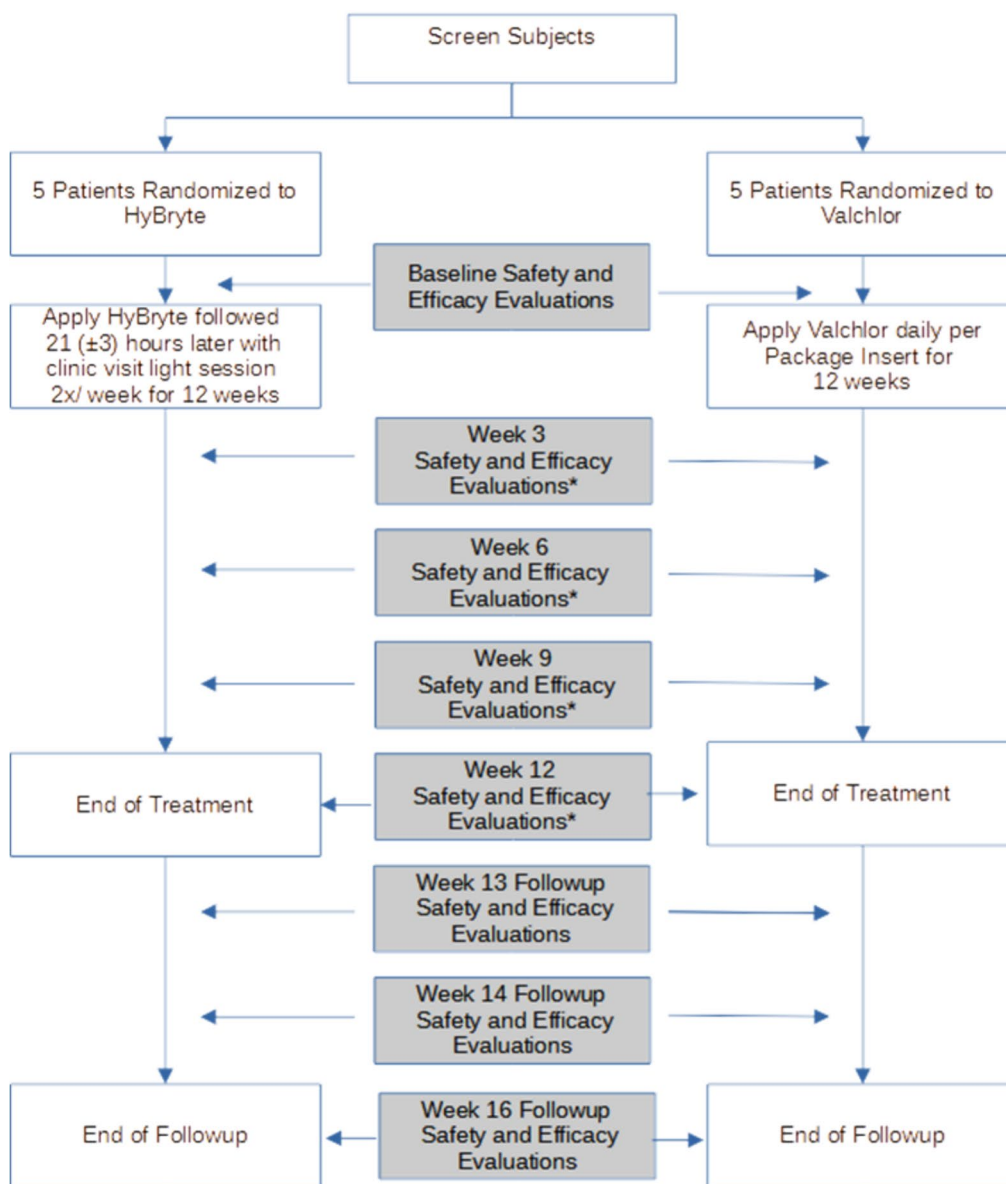 Screen Subjects
5 Patients Randomized to
HyBryte
5 Patients Randomized to
Valchlor
Baseline Safety and
Efficacy Evaluations
Apply HyBryte followed
21 (±3) hours later with
clinic visit light session
2x/ week for 12 weeks
Apply Valchlor daily per
Package Insert for
12 weeks
Week 3
Safety and Efficacy
Evaluations*
Week 6
Safety and Efficacy
Evaluations*
Week 9
Safety and Efficacy
Evaluations*
End of Treatment
Week 12
Safety and Efficacy
Evaluations*
End of Treatment
Week 13 Followup
Safety and Efficacy
Evaluations
Week 14 Followup
Safety and Efficacy
Evaluations
End of Followup
Week 16 Followup
Safety and Efficacy
Evaluations
End of Followup